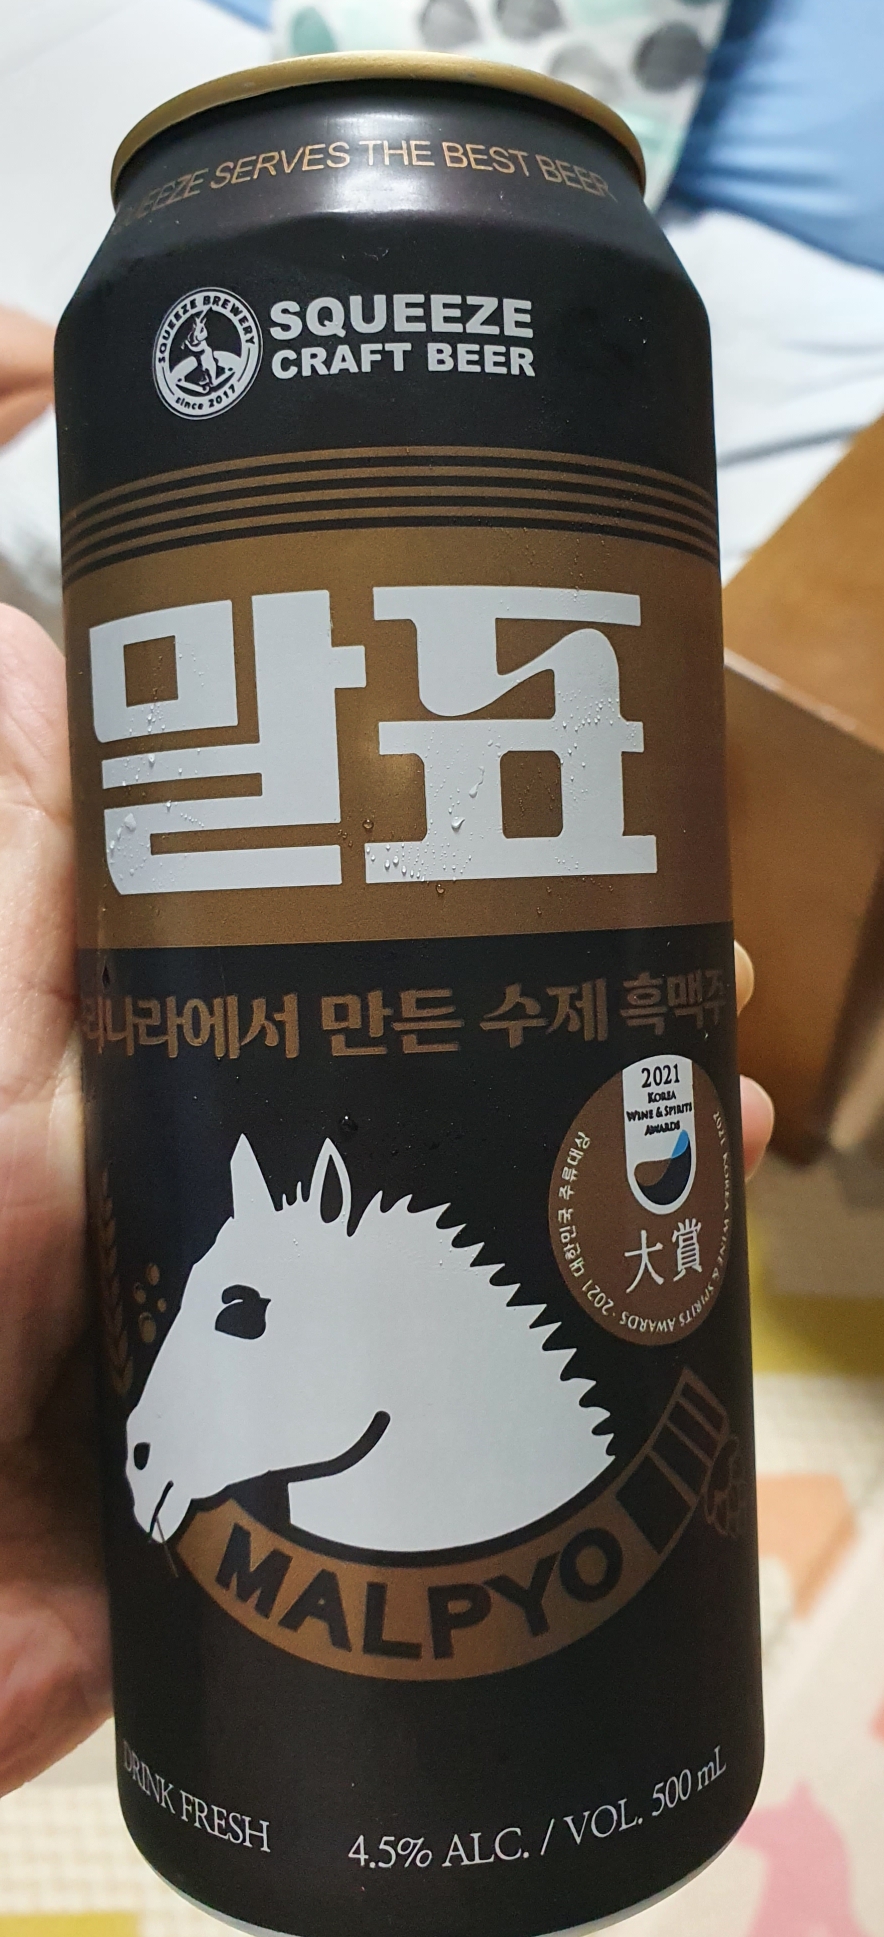 SQUEEZE SERVES THE BEST BEER
SQUEEZE BREWERY
since 2017
SQUEEZE
CRAFT BEER
말표
우리나라에서 만든 수제 흑맥주
2021
KOREA
WINE & SPIRITS
AWARDS
大賞
2021 대한민국 주류대상 · 2021 KOREA WINE & SPIRITS AWARDS
MALPYO
DRINK FRESH
4.5% ALC. / VOL. 500 mL